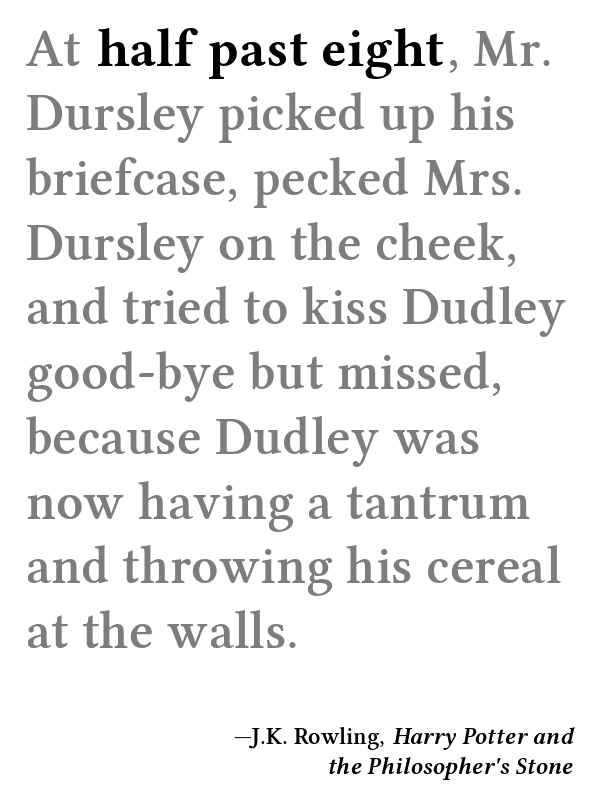 At half past eight, Mr.
Dursley picked up his
briefcase, pecked Mrs.
Dursley on the cheek,
and tried to kiss Dudley
good-bye but missed,
because Dudley was
now having a tantrum
and throwing his cereal
at the walls.
—J.K. Rowling, Harry Potter and
the Philosopher's Stone